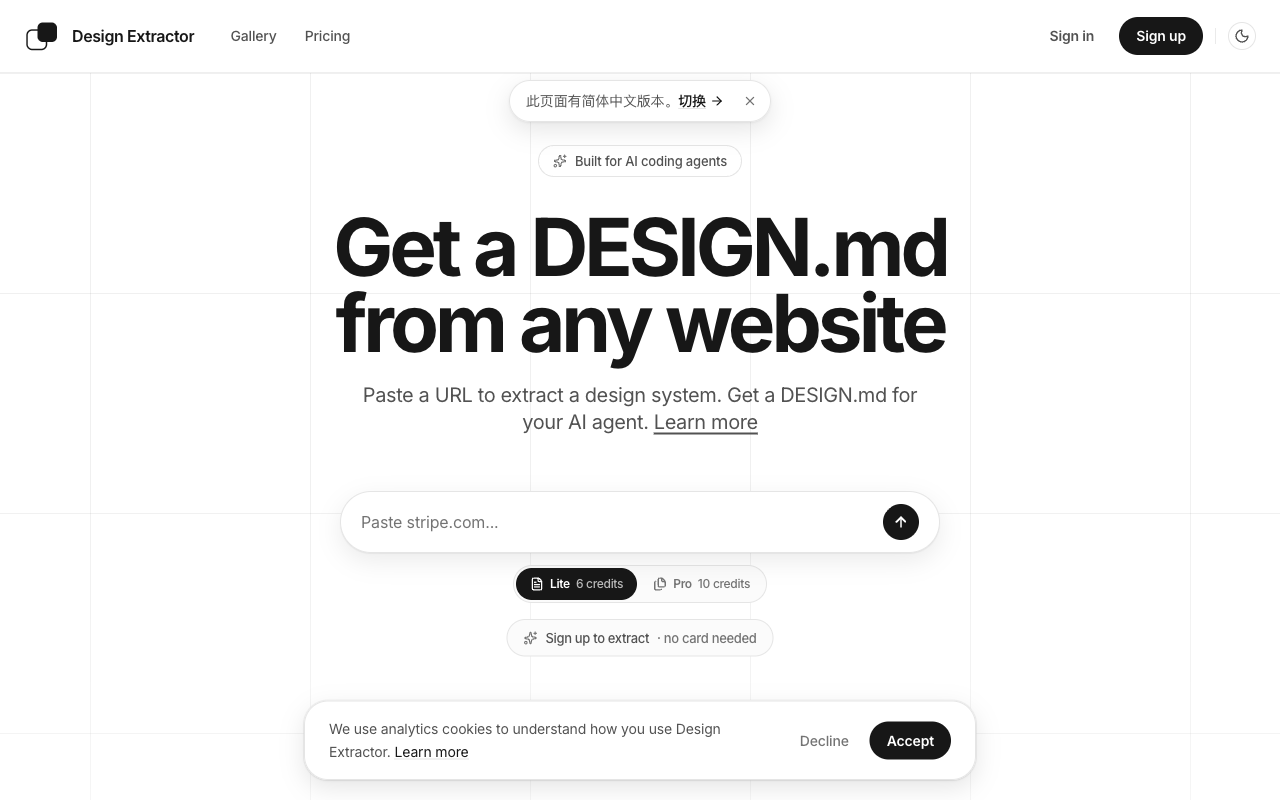 Design Extractor
Gallery
Pricing
Sign in
Sign up
此页面有简体中文版本。切换 →
Built for AI coding agents
Get a DESIGN.md
from any website
Paste a URL to extract a design system. Get a DESIGN.md for
your AI agent. Learn more
Paste stripe.com...
Lite 6 credits
Pro 10 credits
Sign up to extract · no card needed
We use analytics cookies to understand how you use Design
Extractor. Learn more
Decline
Accept